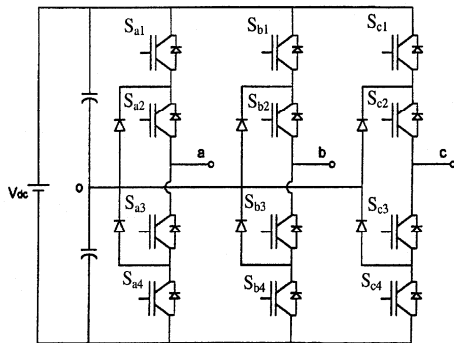 Sa1 Sb1 Sc1
Sa2 Sb2 Sc2
a b c
Vdc o
Sa3 Sb3 Sc3
Sa4 Sb4 Sc4